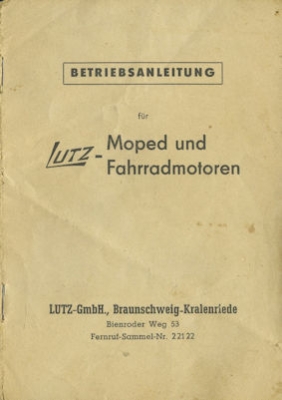 BETRIEBSANLEITUNG
für
LUTZ- Moped und
Fahrradmotoren
LUTZ-GmbH., Braunschweig-Kralenriede
Bienroder Weg 53
Fernruf-Sammel-Nr. 22122